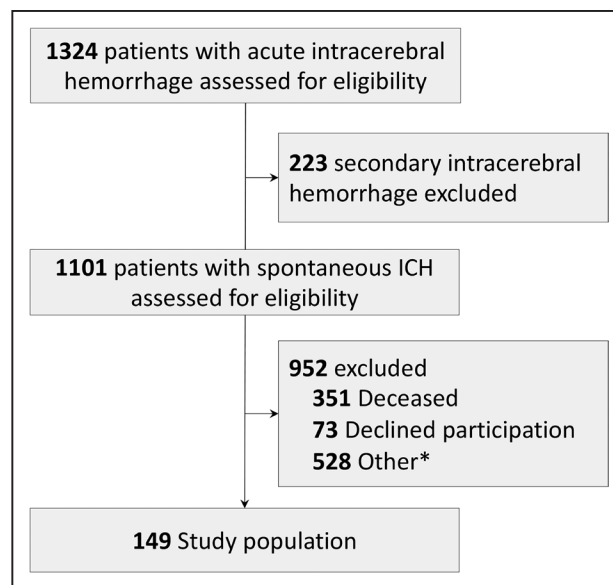 1324 patients with acute intracerebral
hemorrhage assessed for eligibility
223 secondary intracerebral
hemorrhage excluded
1101 patients with spontaneous ICH
assessed for eligibility
952 excluded
351 Deceased
73 Declined participation
528 Other*
149 Study population